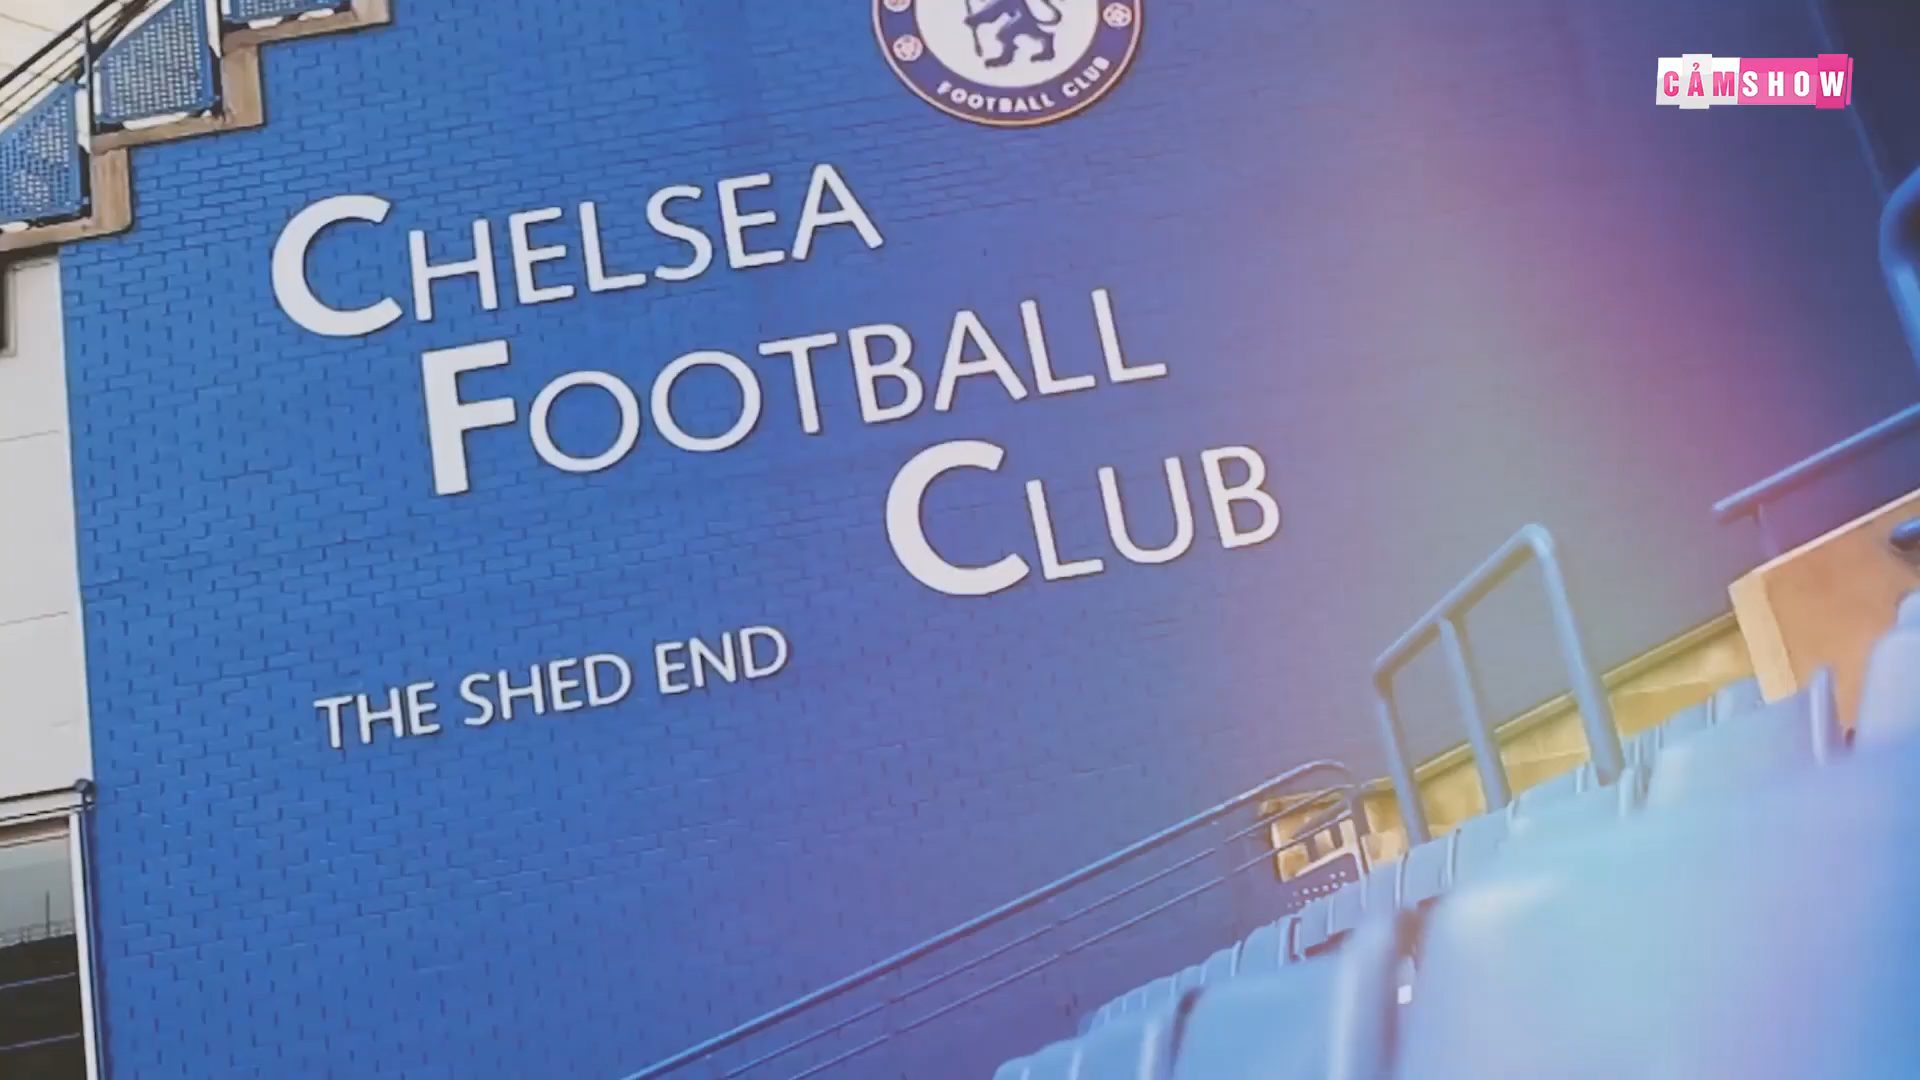 FOOTBALL CLUB
CẢMSHOW
CHELSEA
FOOTBALL
CLUB
THE SHED END